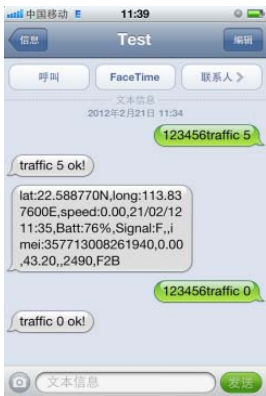 中国移动 E 11:39
信息 Test 编辑
呼叫 FaceTime 联系人 >
文本信息
2012年2月21日 11:34
123456traffic 5
traffic 5 ok!
lat:22.588770N,long:113.83
7600E,speed:0.00,21/02/12
11:35,Batt:76%,Signal:F,,i
mei:357713008261940,0.00
,43.20,,2490,F2B
123456traffic 0
traffic 0 ok!
文本信息 发送